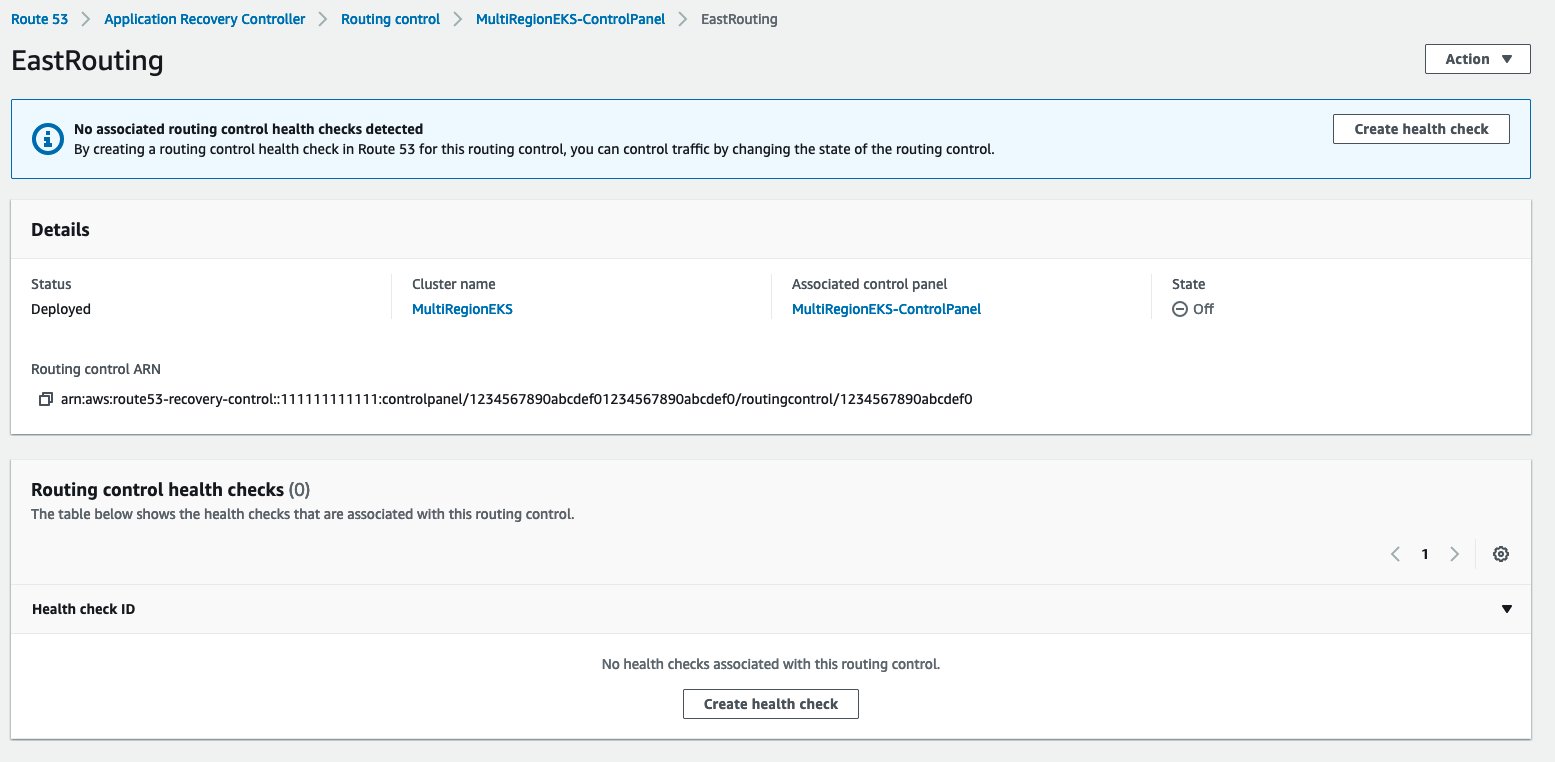 Route 53 Application Recovery Controller Routing control MultiRegionEKS-ControlPanel EastRouting
EastRouting
Action
No associated routing control health checks detected
By creating a routing control health check in Route 53 for this routing control, you can control traffic by changing the state of the routing control.
Create health check
Details
Status
Deployed
Cluster name
MultiRegionEKS
Associated control panel
MultiRegionEKS-ControlPanel
State
Off
Routing control ARN
arn:aws:route53-recovery-control::111111111111:controlpanel/1234567890abcdef01234567890abcdef0/routingcontrol/1234567890abcdef0
Routing control health checks (0)
The table below shows the health checks that are associated with this routing control.
1
Health check ID
No health checks associated with this routing control.
Create health check